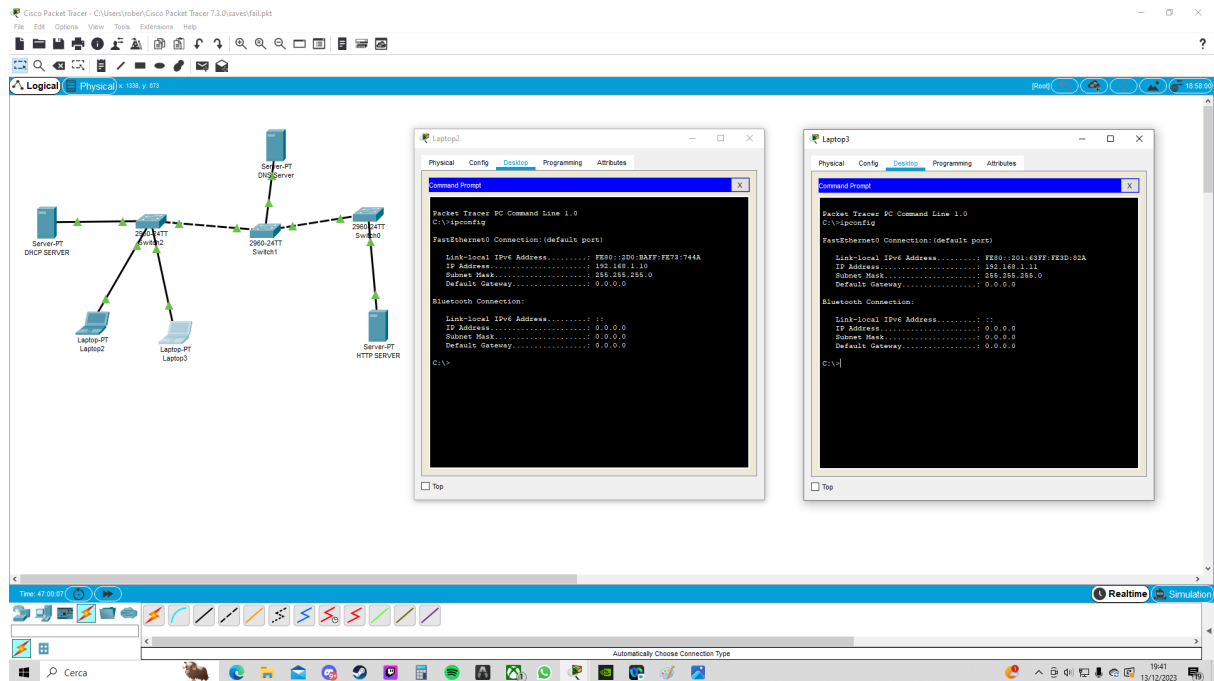 Cisco Packet Tracer - C:\Users\rober\Cisco Packet Tracer 7.3.0\saves\fail.pkt
File Edit Options View Tools Extensions Help
?
Logical Physical x: 1338, y: 673
[Root] 18:58:00
Server-PT
DNS Server
Server-PT
DHCP SERVER
2960-24TT
Switch2
2960-24TT
Switch1
2960-24TT
Switch0
Laptop-PT
Laptop2
Laptop-PT
Laptop3
Server-PT
HTTP SERVER
Laptop2
Physical Config Desktop Programming Attributes
Command Prompt X
Packet Tracer PC Command Line 1.0
C:\>ipconfig
FastEthernet0 Connection:(default port)
Link-local IPv6 Address.........: FE80::2D0:BAFF:FE73:744A
IP Address......................: 192.168.1.10
Subnet Mask.....................: 255.255.255.0
Default Gateway.................: 0.0.0.0
Bluetooth Connection:
Link-local IPv6 Address.........: ::
IP Address......................: 0.0.0.0
Subnet Mask.....................: 0.0.0.0
Default Gateway.................: 0.0.0.0
C:\>
Top
Laptop3
Physical Config Desktop Programming Attributes
Command Prompt X
Packet Tracer PC Command Line 1.0
C:\>ipconfig
FastEthernet0 Connection:(default port)
Link-local IPv6 Address.........: FE80::201:63FF:FE3D:82A
IP Address......................: 192.168.1.11
Subnet Mask.....................: 255.255.255.0
Default Gateway.................: 0.0.0.0
Bluetooth Connection:
Link-local IPv6 Address.........: ::
IP Address......................: 0.0.0.0
Subnet Mask.....................: 0.0.0.0
Default Gateway.................: 0.0.0.0
C:\>
Top
Time: 47:00:07
Realtime Simulation
Automatically Choose Connection Type
Cerca
19:41
13/12/2023